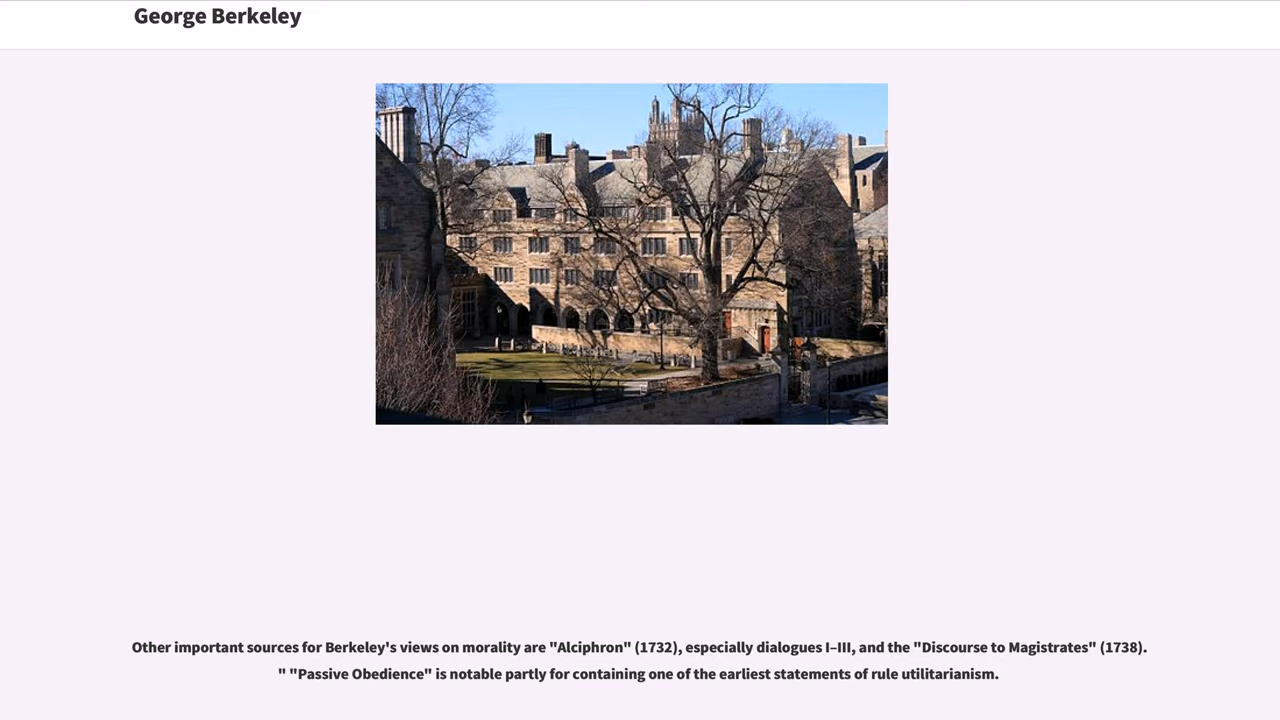 George Berkeley
Other important sources for Berkeley's views on morality are "Alciphron" (1732), especially dialogues I–III, and the "Discourse to Magistrates" (1738).
" "Passive Obedience" is notable partly for containing one of the earliest statements of rule utilitarianism.